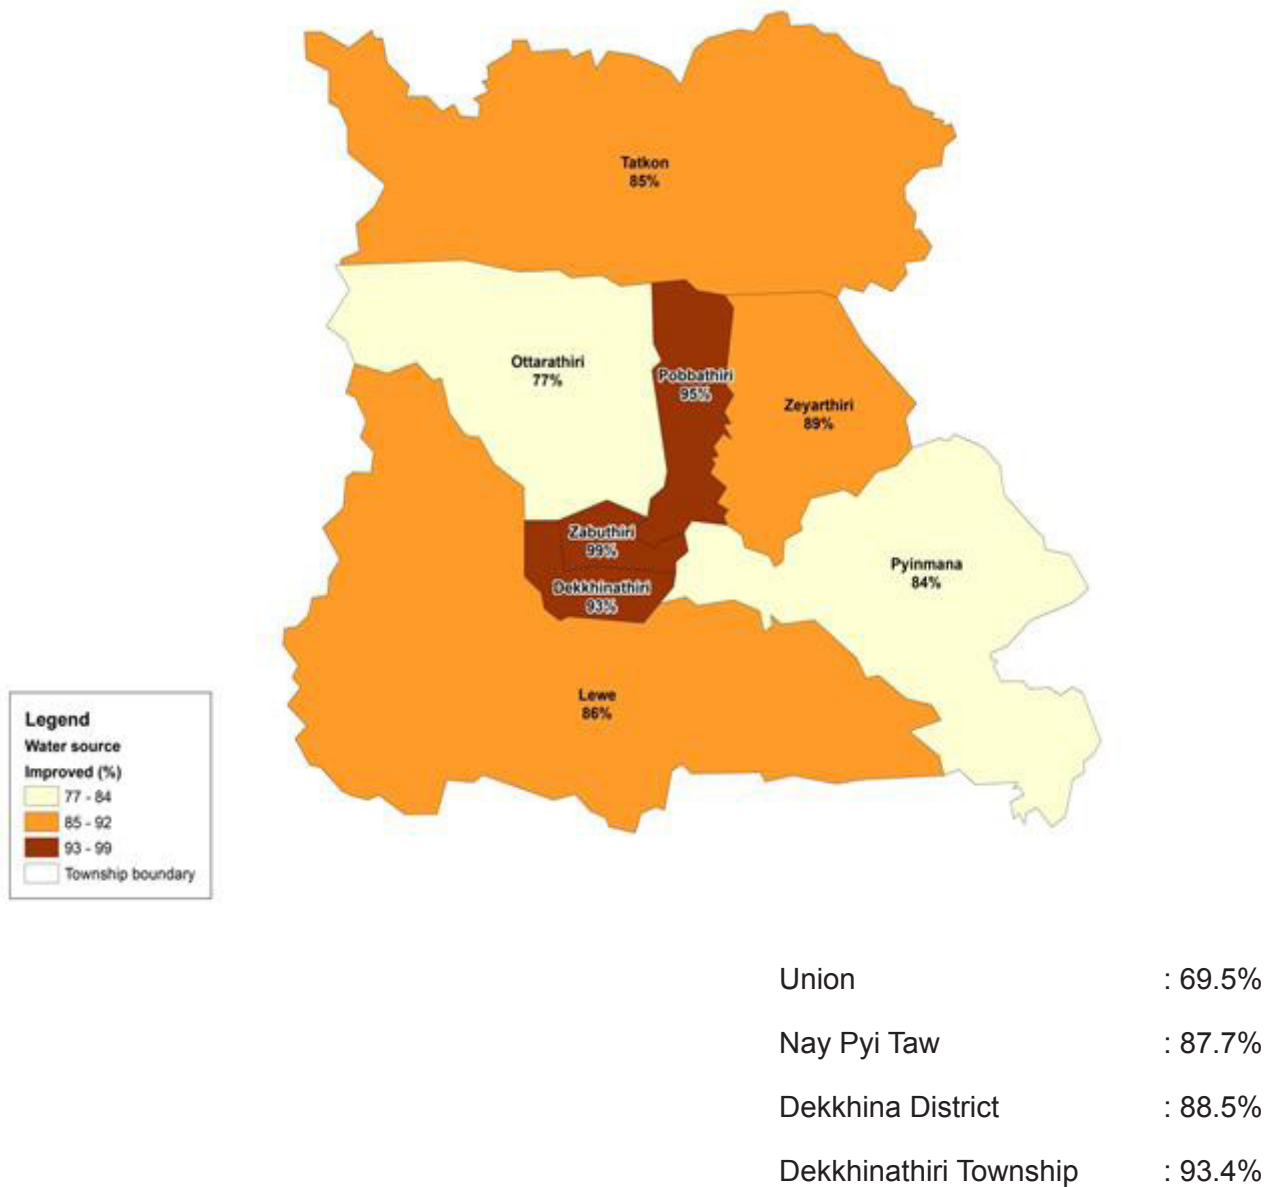 Tatkon
85%
Ottarathiri
77%
Pobbathiri
95%
Zeyarthiri
89%
Zabuthiri
99%
Pyinmana
84%
Dekkhinathiri
93%
Lewe
86%
Legend
Water source
Improved (%)
77 - 84
85 - 92
93 - 99
Township boundary
Union : 69.5%
Nay Pyi Taw : 87.7%
Dekkhina District : 88.5%
Dekkhinathiri Township : 93.4%